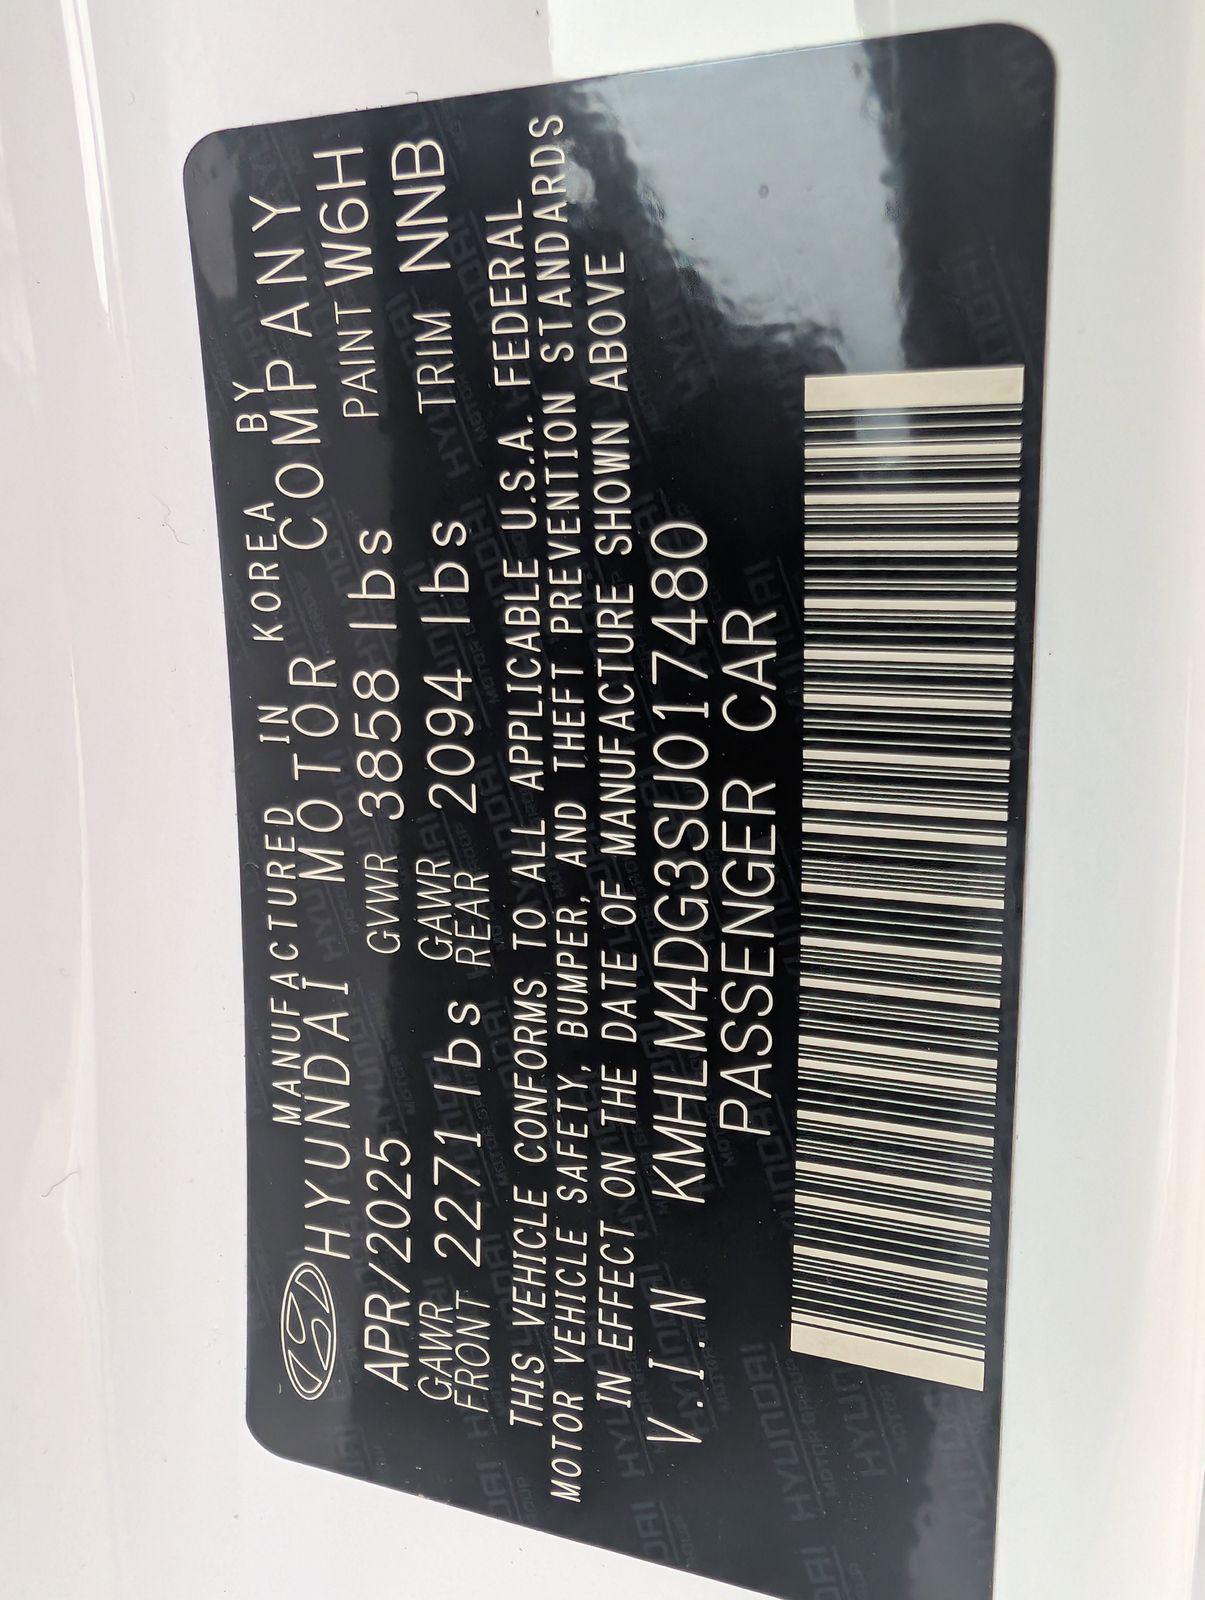 MANUFACTURED IN KOREA BY
HYUNDAI MOTOR COMPANY
APR/2025 GVWR 3858 lbs PAINT W6H
GAWR FRONT 2271 lbs GAWR REAR 2094 lbs TRIM NNB
THIS VEHICLE CONFORMS TO ALL APPLICABLE U.S.A. FEDERAL
MOTOR VEHICLE SAFETY, BUMPER, AND THEFT PREVENTION STANDARDS
IN EFFECT ON THE DATE OF MANUFACTURE SHOWN ABOVE
V.I.N KMHLM4DG3SU017480
PASSENGER CAR